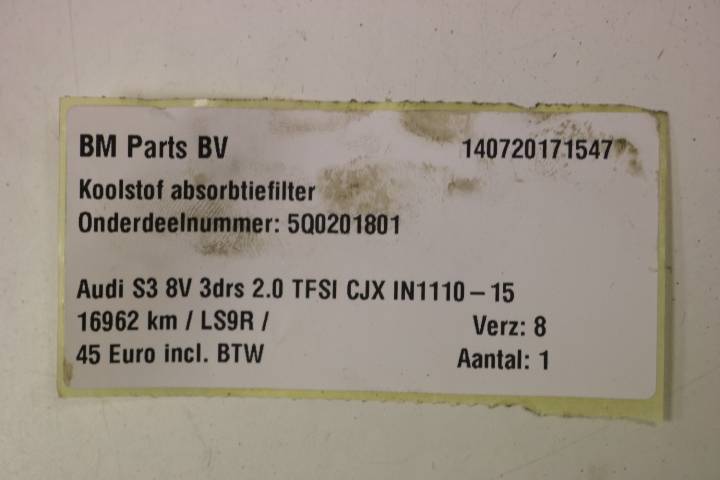 BM Parts BV 140720171547
Koolstof absorbtiefilter
Onderdeelnummer: 5Q0201801
Audi S3 8V 3drs 2.0 TFSI CJX IN1110 – 15
16962 km / LS9R / Verz: 8
45 Euro incl. BTW Aantal: 1